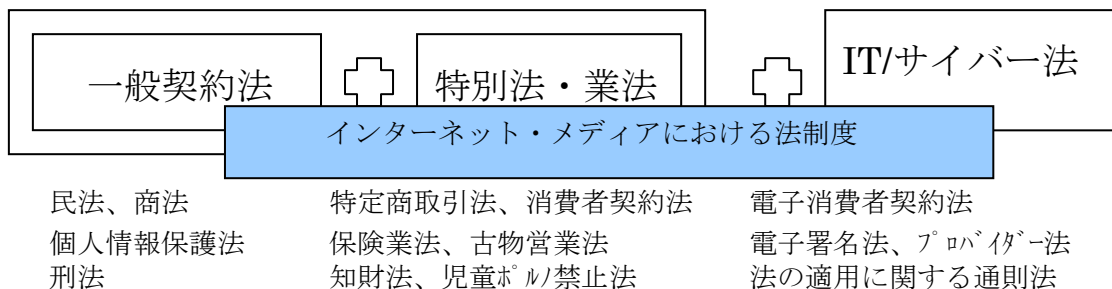 一般契約法
特別法・業法
IT/サイバー法
インターネット・メディアにおける法制度
民法、商法 特定商取引法、消費者契約法 電子消費者契約法
個人情報保護法 保険業法、古物営業法 電子署名法、ﾌﾟﾛﾊﾞｲﾀﾞｰ法
刑法 知財法、児童ﾎﾟﾙﾉ禁止法 法の適用に関する通則法